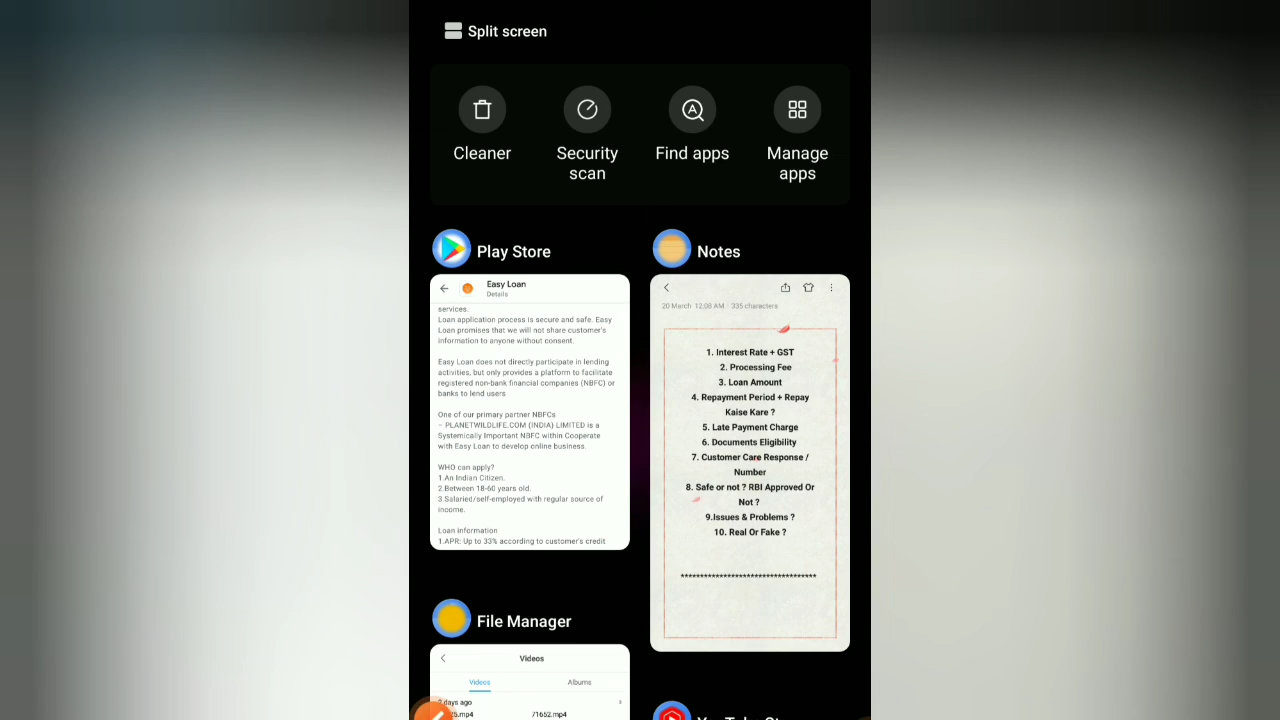 Split screen
Cleaner
Security
scan
Find apps
Manage
apps
Play Store
Easy Loan
Details
services.
Loan application process is secure and safe. Easy
Loan promises that we will not share customer's
information to anyone without consent.
Easy Loan does not directly participate in lending
activities, but only provides a platform to facilitate
registered non-bank financial companies (NBFC) or
banks to lend users
One of our primary partner NBFCs
– PLANETWILDLIFE.COM (INDIA) LIMITED is a
Systemically Important NBFC within Cooperate
with Easy Loan to develop online business.
WHO can apply?
1.An Indian Citizen.
2.Between 18-60 years old.
3.Salaried/self-employed with regular source of
income.
Loan information
1.APR: Up to 33% according to customer's credit
Notes
20 March 12:08 AM | 335 characters
1. Interest Rate + GST
2. Processing Fee
3. Loan Amount
4. Repayment Period + Repay
Kaise Kare ?
5. Late Payment Charge
6. Documents Eligibility
7. Customer Care Response /
Number
8. Safe or not ? RBI Approved Or
Not ?
9.Issues & Problems ?
10. Real Or Fake ?
**********************************
File Manager
Videos
Videos
Albums
days ago
71652.mp4
YouTube